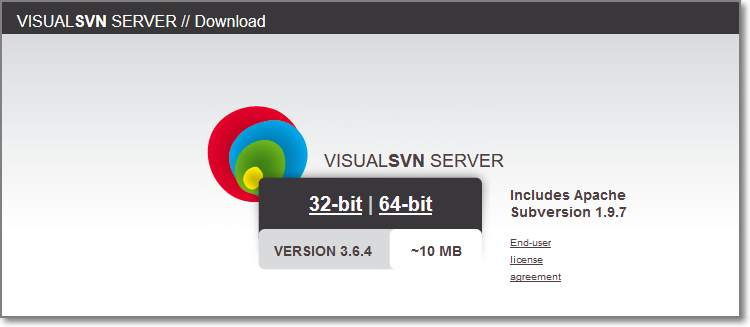 VISUALSVN SERVER // Download
VISUALSVN SERVER
32-bit | 64-bit
VERSION 3.6.4
~10 MB
Includes Apache
Subversion 1.9.7
End-user
license
agreement